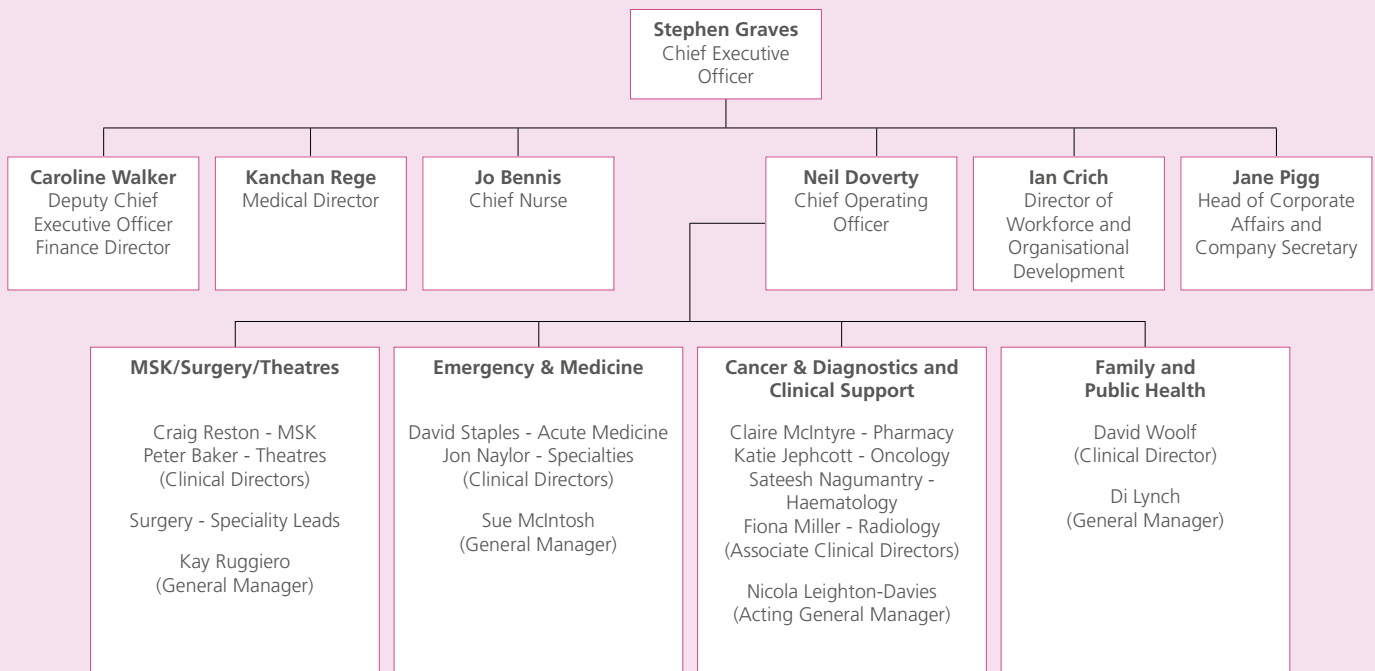 Stephen Graves
Chief Executive
Officer
Caroline Walker
Deputy Chief
Executive Officer
Finance Director
Kanchan Rege
Medical Director
Jo Bennis
Chief Nurse
Neil Doverty
Chief Operating
Officer
Ian Crich
Director of
Workforce and
Organisational
Development
Jane Pigg
Head of Corporate
Affairs and
Company Secretary
MSK/Surgery/Theatres
Craig Reston - MSK
Peter Baker - Theatres
(Clinical Directors)
Surgery - Speciality Leads
Kay Ruggiero
(General Manager)
Emergency & Medicine
David Staples - Acute Medicine
Jon Naylor - Specialties
(Clinical Directors)
Sue McIntosh
(General Manager)
Cancer & Diagnostics and
Clinical Support
Claire McIntyre - Pharmacy
Katie Jephcott - Oncology
Sateesh Nagumantry -
Haematology
Fiona Miller - Radiology
(Associate Clinical Directors)
Nicola Leighton-Davies
(Acting General Manager)
Family and
Public Health
David Woolf
(Clinical Director)
Di Lynch
(General Manager)